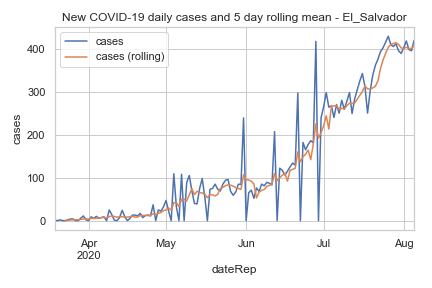 New COVID-19 daily cases and 5 day rolling mean - El_Salvador
cases
cases (rolling)
400
300
200
100
0
cases
Apr
2020
May
Jun
Jul
Aug
dateRep